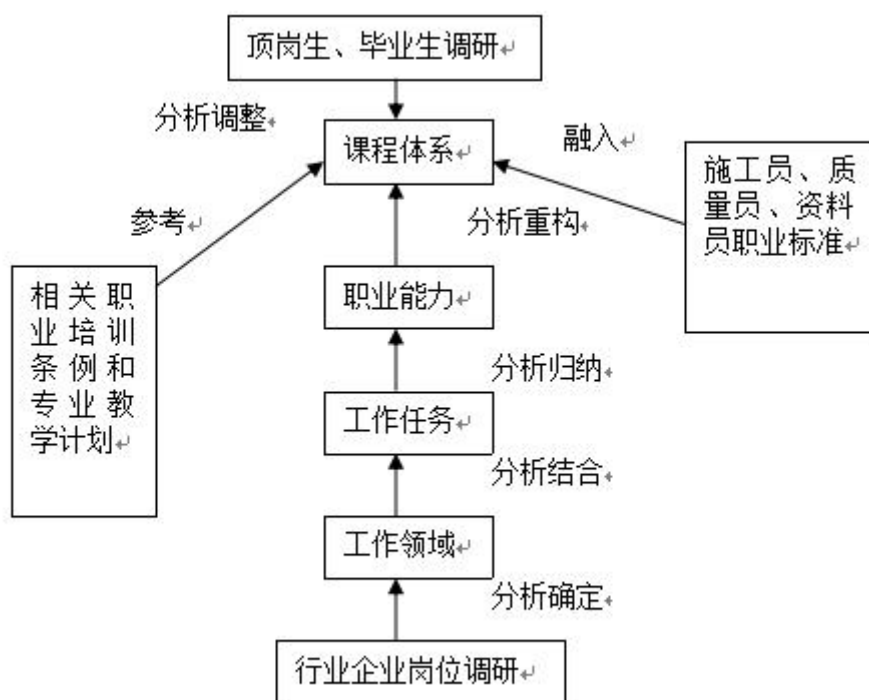 顶岗生、毕业生调研
分析调整
课程体系
融入
施工员、质
量员、资料
员职业标准
参考
分析重构
相关职
业培训
条例和
专业教
学计划
职业能力
分析归纳
工作任务
分析结合
工作领域
分析确定
行业企业岗位调研